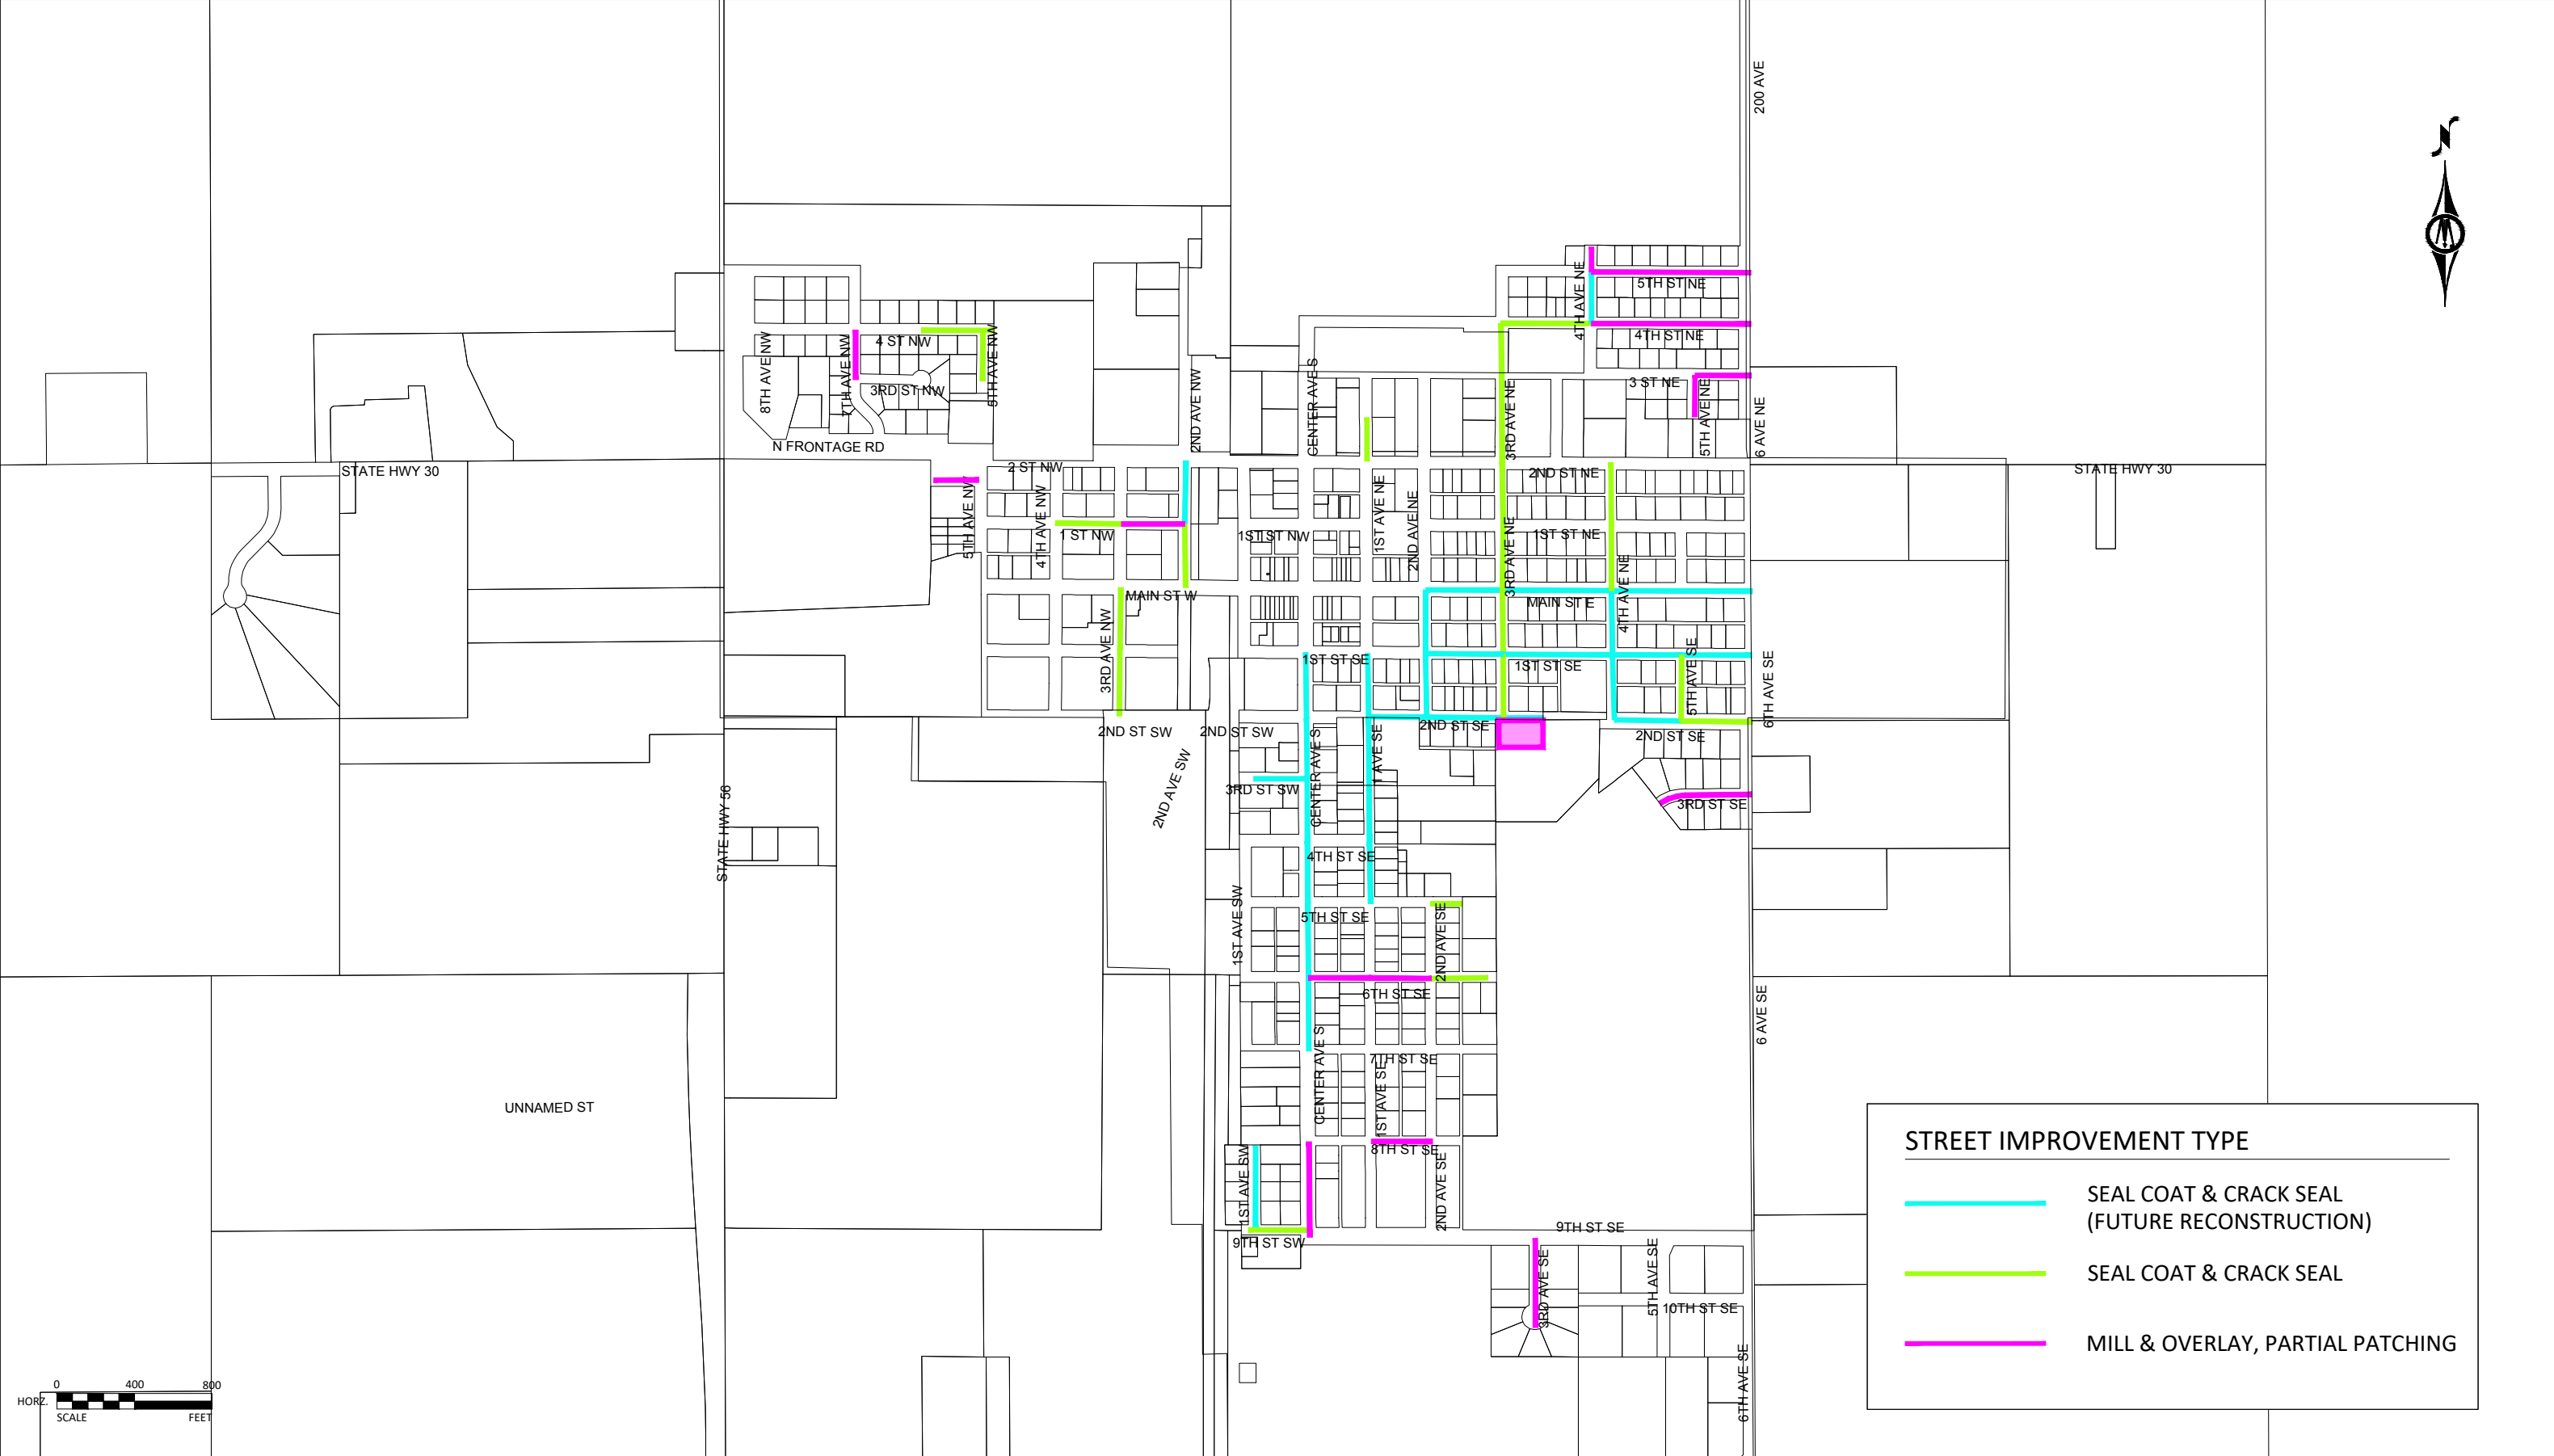 200 AVE
N
4TH AVE NE
5TH ST NE
4TH ST NE
3 ST NE
5TH AVE NE
6 AVE NE
8TH AVE NW
7TH AVE NW
4 ST NW
3RD ST NW
5TH AVE NW
N FRONTAGE RD
2ND AVE NW
CENTER AVE S
3RD AVE NE
STATE HWY 30
2 ST NW
5TH AVE NW
4TH AVE NW
1 ST NW
1ST ST NW
1ST AVE NE
2ND AVE NE
2ND ST NE
1ST ST NE
3RD AVE NE
4TH AVE NE
STATE HWY 30
MAIN ST W
MAIN ST E
3RD AVE NW
1ST ST SE
1ST ST SE
5TH AVE SE
6TH AVE SE
2ND ST SW
2ND ST SW
2ND ST SE
2ND ST SE
2ND AVE SW
CENTER AVE S
1 AVE SE
3RD ST SW
3RD ST SE
STATE HWY 56
4TH ST SE
1ST AVE SW
5TH ST SE
2ND AVE SE
6TH ST SE
6 AVE SE
CENTER AVE S
7TH ST SE
1ST AVE SE
UNNAMED ST
8TH ST SE
1ST AVE SW
2ND AVE SE
9TH ST SW
9TH ST SE
3RD AVE SE
5TH AVE SE
10TH ST SE
6TH AVE SE
STREET IMPROVEMENT TYPE
SEAL COAT & CRACK SEAL
(FUTURE RECONSTRUCTION)
SEAL COAT & CRACK SEAL
MILL & OVERLAY, PARTIAL PATCHING
0 400 800
HORZ.
SCALE FEET